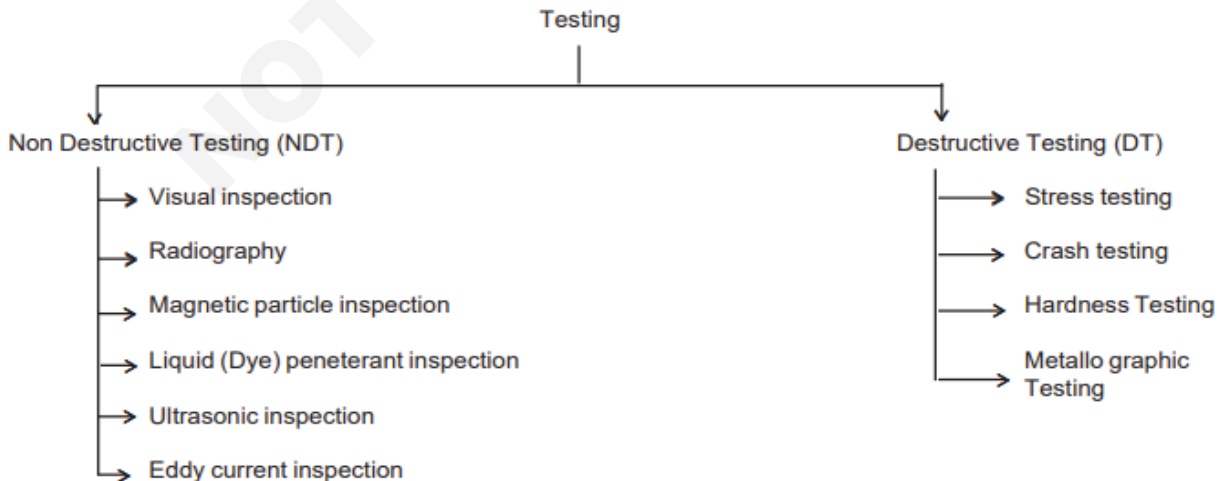 Testing
NOT
Non Destructive Testing (NDT)
Visual inspection
Radiography
Magnetic particle inspection
Liquid (Dye) peneterant inspection
Ultrasonic inspection
Eddy current inspection
Destructive Testing (DT)
Stress testing
Crash testing
Hardness Testing
Metallo graphic
Testing